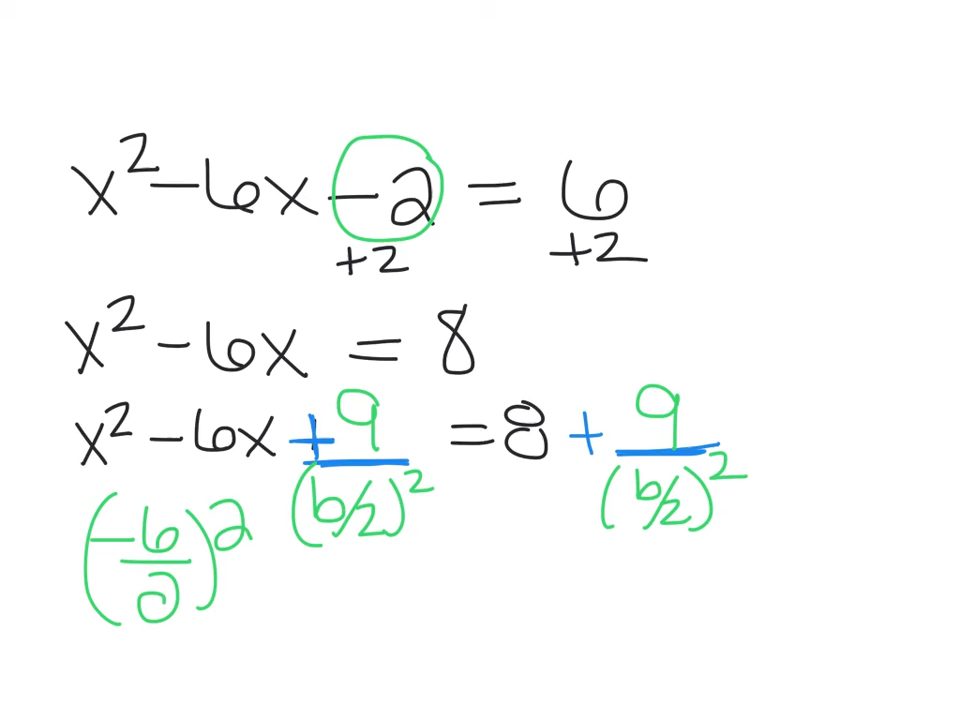 x² - 6x - 2 = 6
+2 +2
x² - 6x = 8
x² - 6x + 9 = 8 + 9
(b/2)² (b/2)²
(-6/2)²